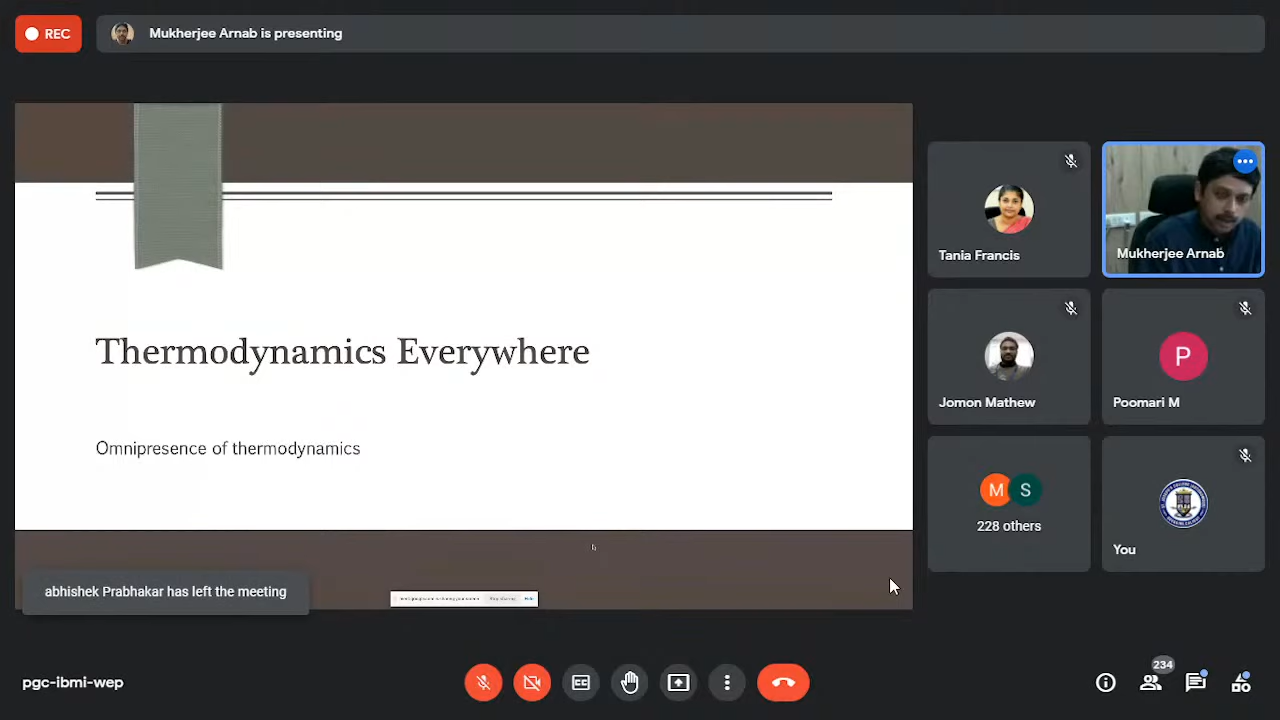 REC
Mukherjee Arnab is presenting
Thermodynamics Everywhere
Omnipresence of thermodynamics
Tania Francis
Mukherjee Arnab
Jomon Mathew
P
Poomari M
M S
228 others
You
abhishek Prabhakar has left the meeting
pgc-ibmi-wep
CC
234